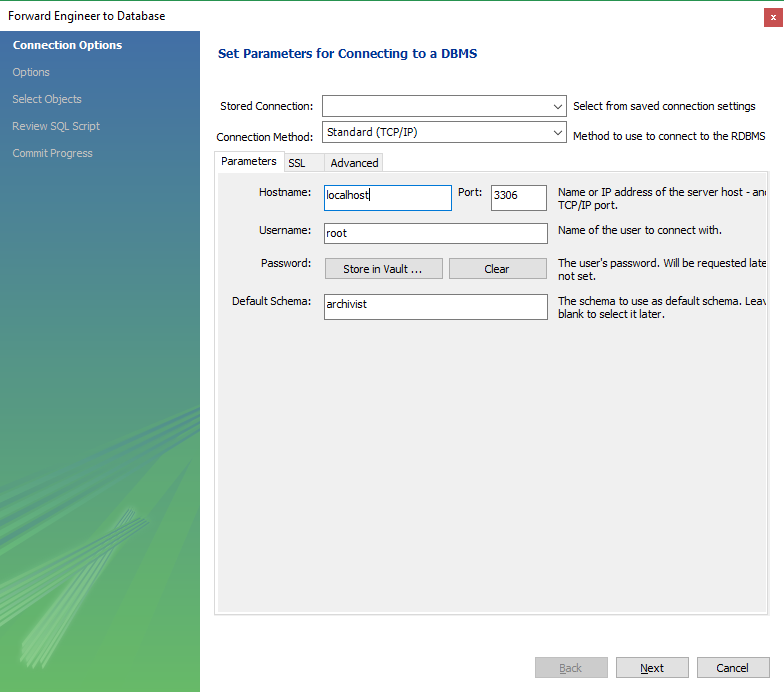 Forward Engineer to Database
x
Connection Options
Options
Select Objects
Review SQL Script
Commit Progress
Set Parameters for Connecting to a DBMS
Stored Connection:
Select from saved connection settings
Connection Method:
Standard (TCP/IP)
Method to use to connect to the RDBMS
Parameters
SSL
Advanced
Hostname:
localhost
Port:
3306
Name or IP address of the server host - and
TCP/IP port.
Username:
root
Name of the user to connect with.
Password:
Store in Vault ...
Clear
The user's password. Will be requested late
not set.
Default Schema:
archivist
The schema to use as default schema. Leav
blank to select it later.
Back
Next
Cancel